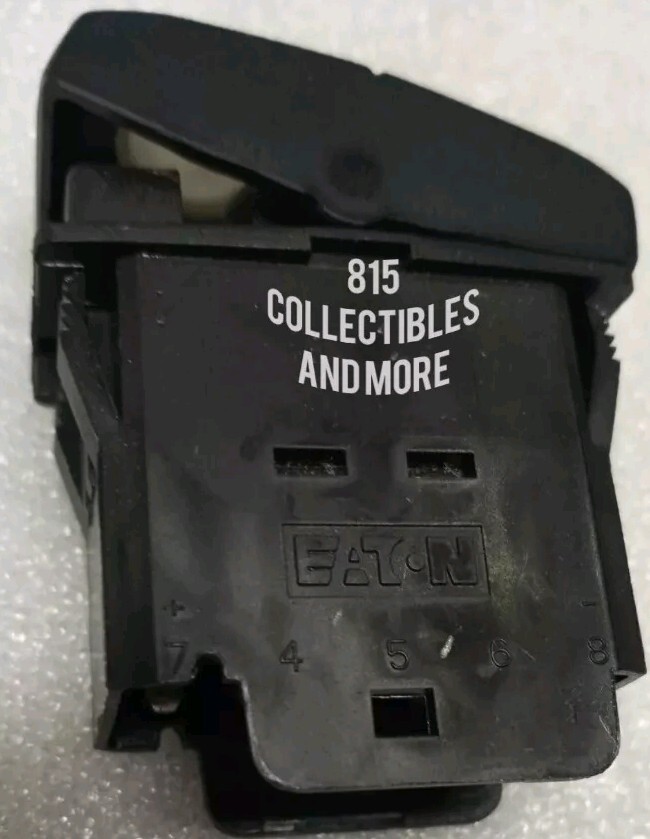 815
COLLECTIBLES
AND MORE
EATON
+ -
7 4 5 6 8